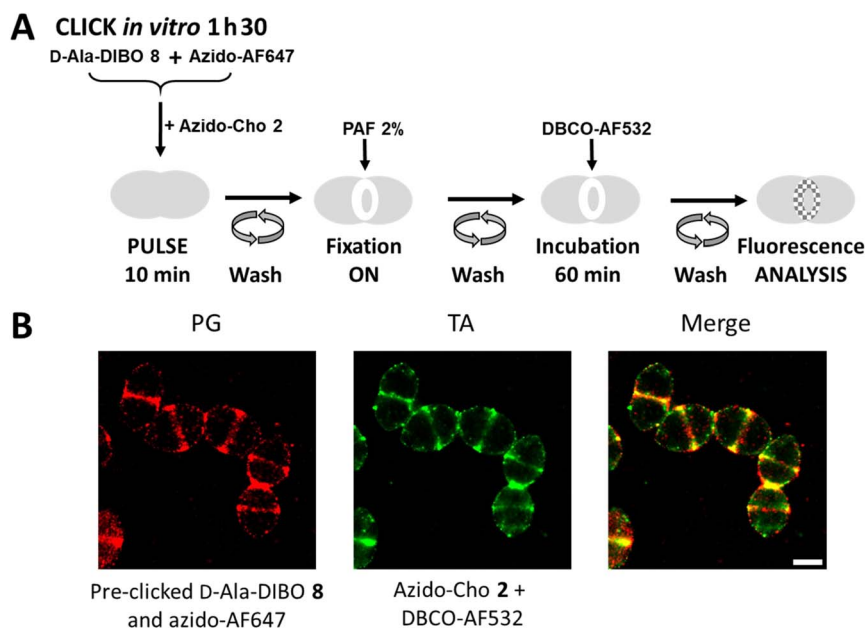 A
CLICK in vitro 1h30
D-Ala-DIBO 8 + Azido-AF647
+ Azido-Cho 2
PAF 2%
DBCO-AF532
PULSE
10 min
Wash
Fixation
ON
Wash
Incubation
60 min
Wash
Fluorescence
ANALYSIS
B
PG
TA
Merge
Pre-clicked D-Ala-DIBO 8
and azido-AF647
Azido-Cho 2 +
DBCO-AF532